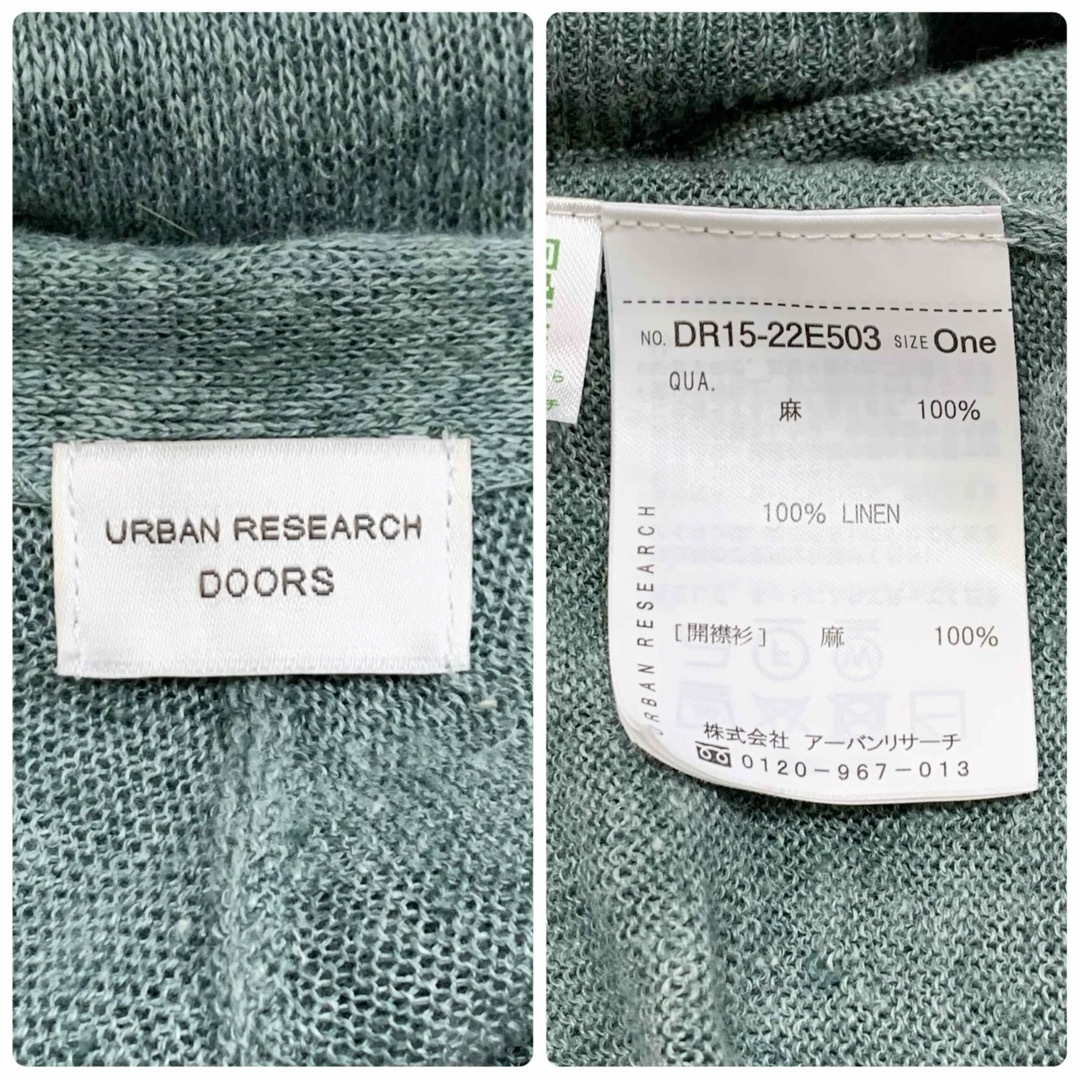 URBAN RESEARCH
DOORS
NO. DR15-22E503 SIZE One
QUA.
麻 100%
100% LINEN
[開襟衫] 麻 100%
URBAN RESEARCH
株式会社 アーバンリサーチ
0120-967-013